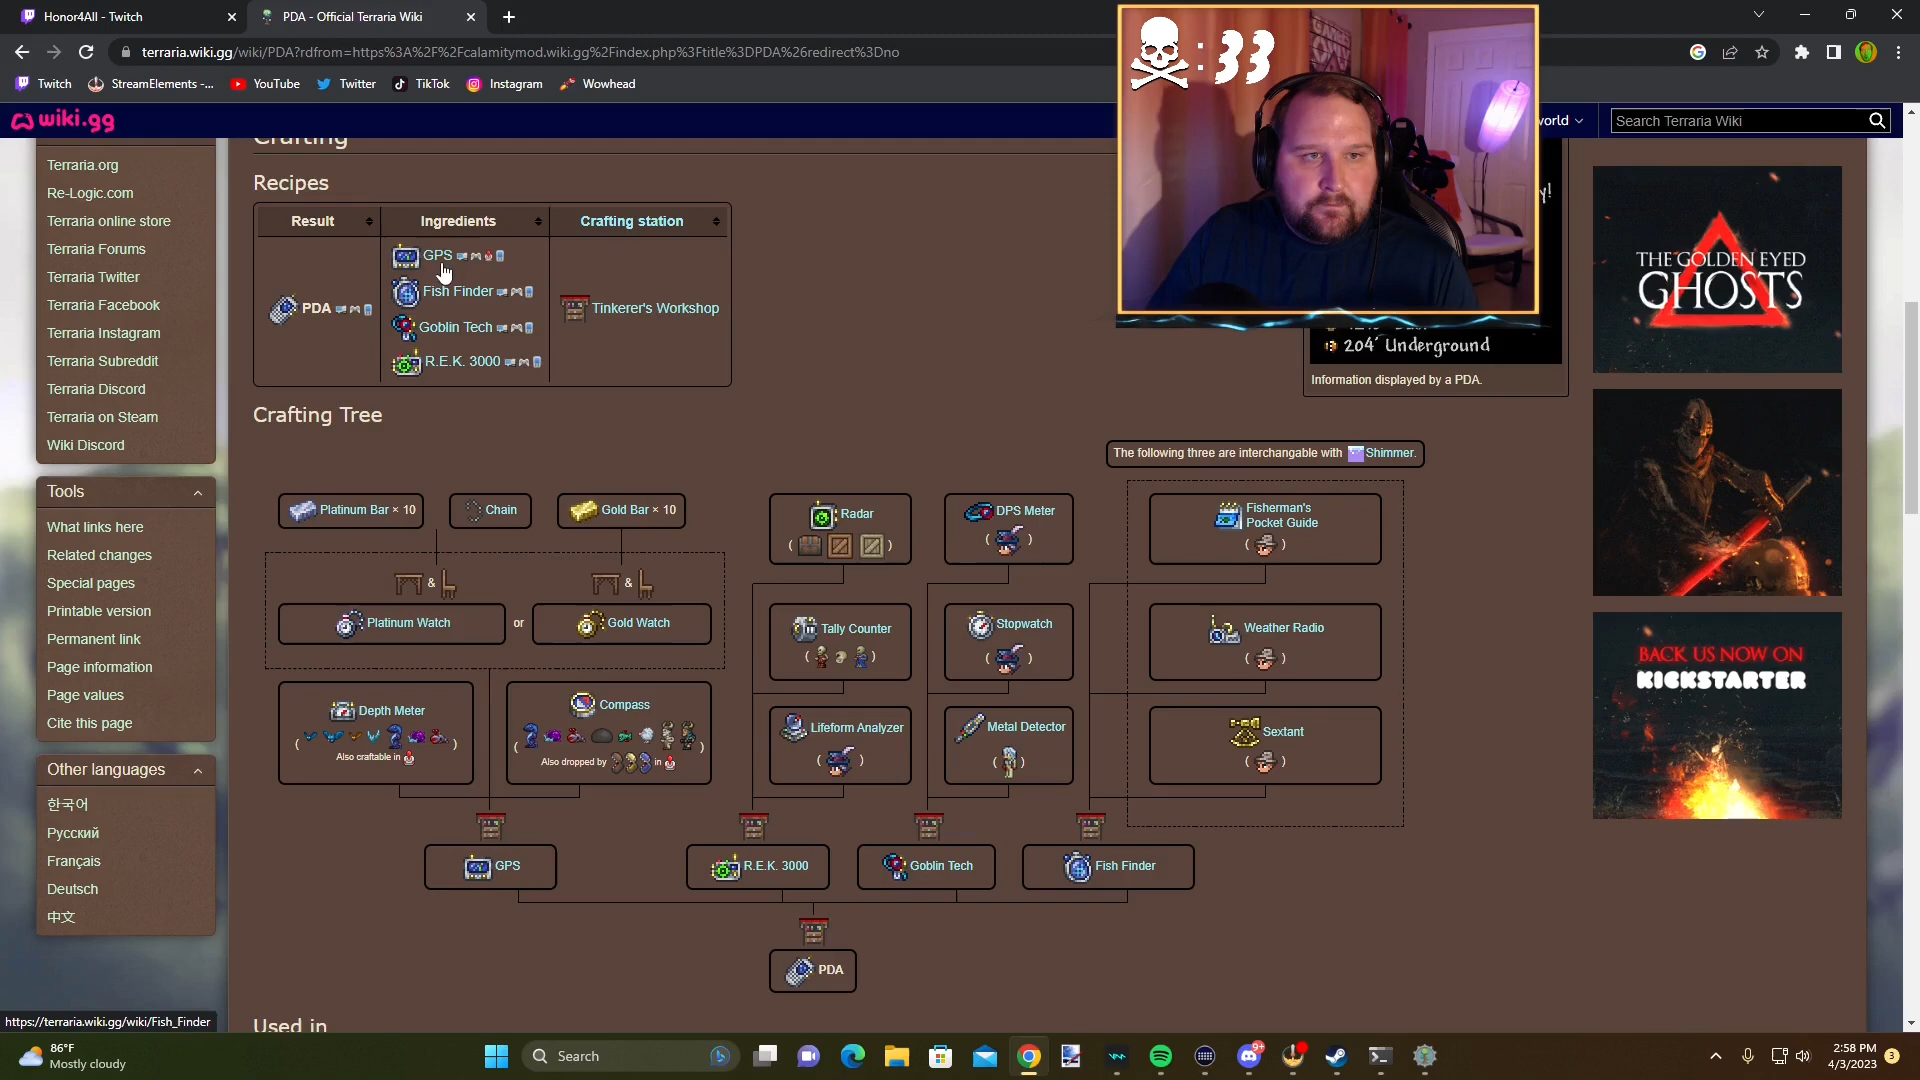 Honor4All - Twitch
PDA - Official Terraria Wiki
terraria.wiki.gg/wiki/PDA?rdfrom=https%3A%2F%2Fcalamitymod.wiki.gg%2Findex.php%3Ftitle%3DPDA%26redirect%3Dno
Twitch StreamElements -... YouTube Twitter TikTok Instagram Wowhead
:33
wiki.gg
Search Terraria Wiki
Crafting
Terraria.org
Re-Logic.com
Terraria online store
Terraria Forums
Terraria Twitter
Terraria Facebook
Terraria Instagram
Terraria Subreddit
Terraria Discord
Terraria on Steam
Wiki Discord
Tools
What links here
Related changes
Special pages
Printable version
Permanent link
Page information
Page values
Cite this page
Other languages
한국어
Русский
Français
Deutsch
中文
Recipes
Result Ingredients Crafting station
PDA
GPS
Fish Finder
Goblin Tech
R.E.K. 3000
Tinkerer's Workshop
204' Underground
Information displayed by a PDA.
Crafting Tree
The following three are interchangable with Shimmer.
Platinum Bar × 10
Chain
Gold Bar × 10
&
&
Platinum Watch
or
Gold Watch
Depth Meter
Also craftable in
Compass
Also dropped by in
Radar
DPS Meter
Fisherman's
Pocket Guide
Tally Counter
Stopwatch
Weather Radio
Lifeform Analyzer
Metal Detector
Sextant
GPS
R.E.K. 3000
Goblin Tech
Fish Finder
PDA
Used in
THE GOLDEN EYED
GHOSTS
BACK US NOW ON
KICKSTARTER
https://terraria.wiki.gg/wiki/Fish_Finder
86°F
Mostly cloudy
Search
9+
2:58 PM
4/3/2023
3